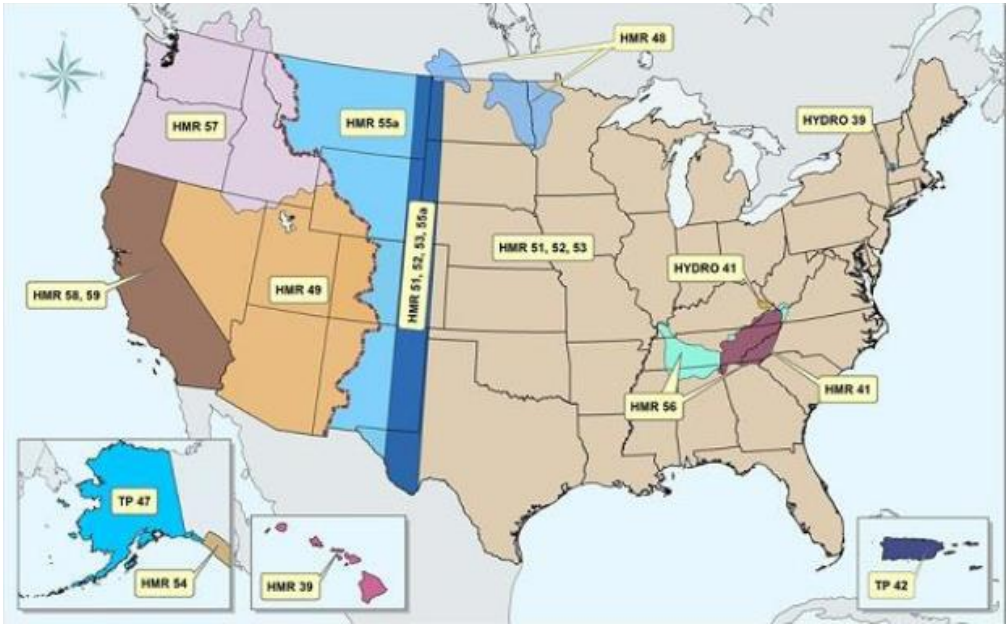 HMR 48
HMR 57
HMR 55a
HYDRO 39
HMR 51, 52, 53, 55a
HMR 51, 52, 53
HYDRO 41
HMR 58, 59
HMR 49
HMR 41
HMR 56
TP 47
HMR 54
HMR 39
TP 42